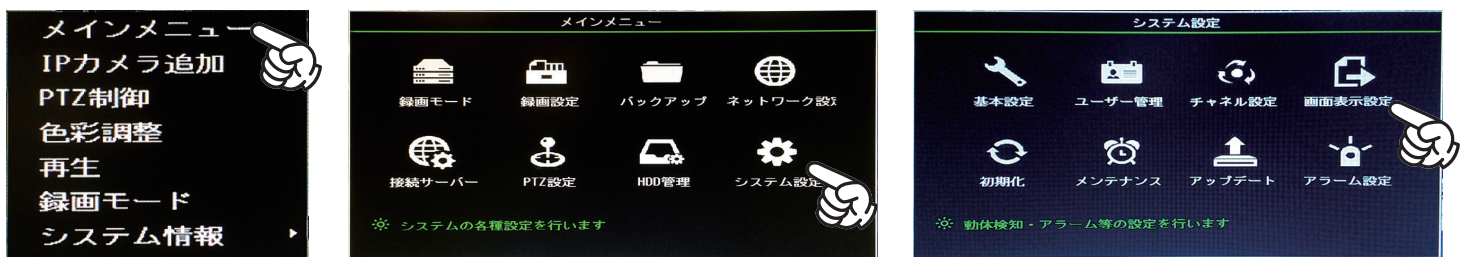 メインメニュー
IPカメラ追加
PTZ制御
色彩調整
再生
録画モード
システム情報
メインメニュー
録画モード 録画設定 バックアップ ネットワーク設定
接続サーバー PTZ設定 HDD管理 システム設定
システムの各種設定を行います
システム設定
基本設定 ユーザー管理 チャネル設定 画面表示設定
初期化 メンテナンス アップデート アラーム設定
動体検知・アラーム等の設定を行います